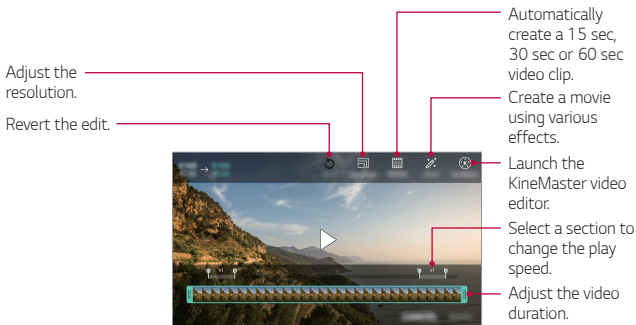 Adjust the
resolution.
Revert the edit.
Automatically
create a 15 sec,
30 sec or 60 sec
video clip.
Create a movie
using various
effects.
Launch the
KineMaster video
editor.
Select a section to
change the play
speed.
Adjust the video
duration.
x1
x1